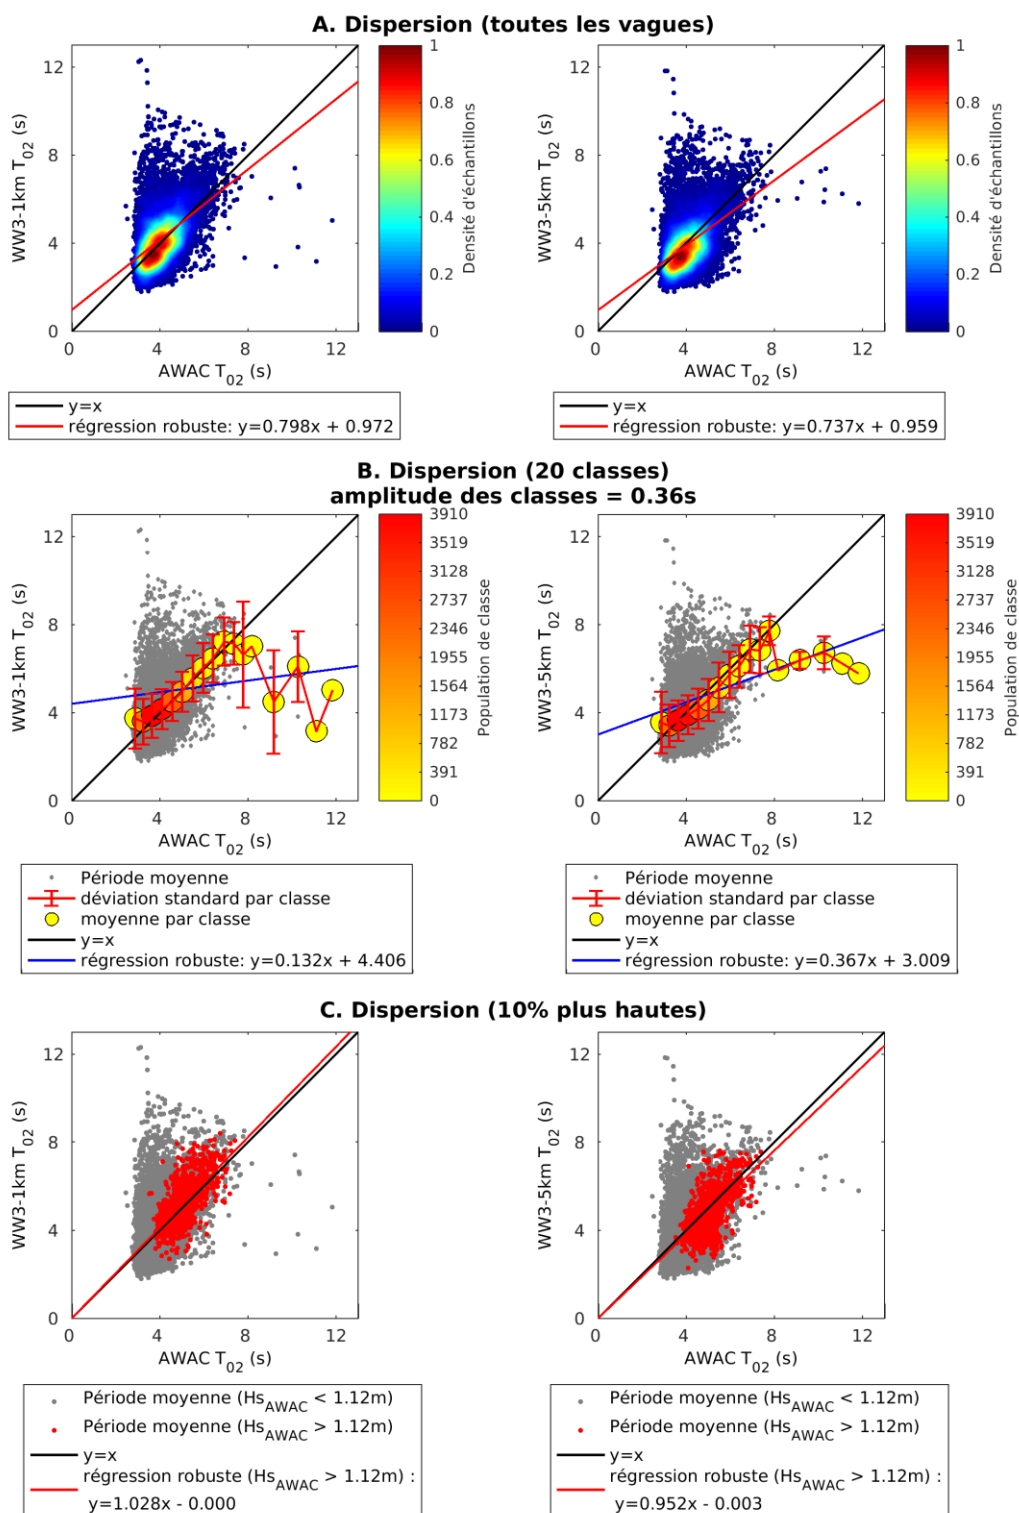 A. Dispersion (toutes les vagues)
12
8
4
0
0
4
8
12
WW3-1km T02 (s)
AWAC T02 (s)
1
0.8
0.6
0.4
0.2
0
Densité d'échantillons
y=x
régression robuste: y=0.798x + 0.972
12
8
4
0
0
4
8
12
WW3-5km T02 (s)
AWAC T02 (s)
1
0.8
0.6
0.4
0.2
0
Densité d'échantillons
y=x
régression robuste: y=0.737x + 0.959
B. Dispersion (20 classes)
amplitude des classes = 0.36s
12
8
4
0
0
4
8
12
WW3-1km T02 (s)
AWAC T02 (s)
3910
3519
3128
2737
2346
1955
1564
1173
782
391
0
Population de classe
Période moyenne
déviation standard par classe
moyenne par classe
y=x
régression robuste: y=0.132x + 4.406
12
8
4
0
0
4
8
12
WW3-5km T02 (s)
AWAC T02 (s)
3910
3519
3128
2737
2346
1955
1564
1173
782
391
0
Population de classe
Période moyenne
déviation standard par classe
moyenne par classe
y=x
régression robuste: y=0.367x + 3.009
C. Dispersion (10% plus hautes)
12
8
4
0
0
4
8
12
WW3-1km T02 (s)
AWAC T02 (s)
Période moyenne (HsAWAC < 1.12m)
Période moyenne (HsAWAC > 1.12m)
y=x
régression robuste (HsAWAC > 1.12m) :
y=1.028x - 0.000
12
8
4
0
0
4
8
12
WW3-5km T02 (s)
AWAC T02 (s)
Période moyenne (HsAWAC < 1.12m)
Période moyenne (HsAWAC > 1.12m)
y=x
régression robuste (HsAWAC > 1.12m) :
y=0.952x - 0.003